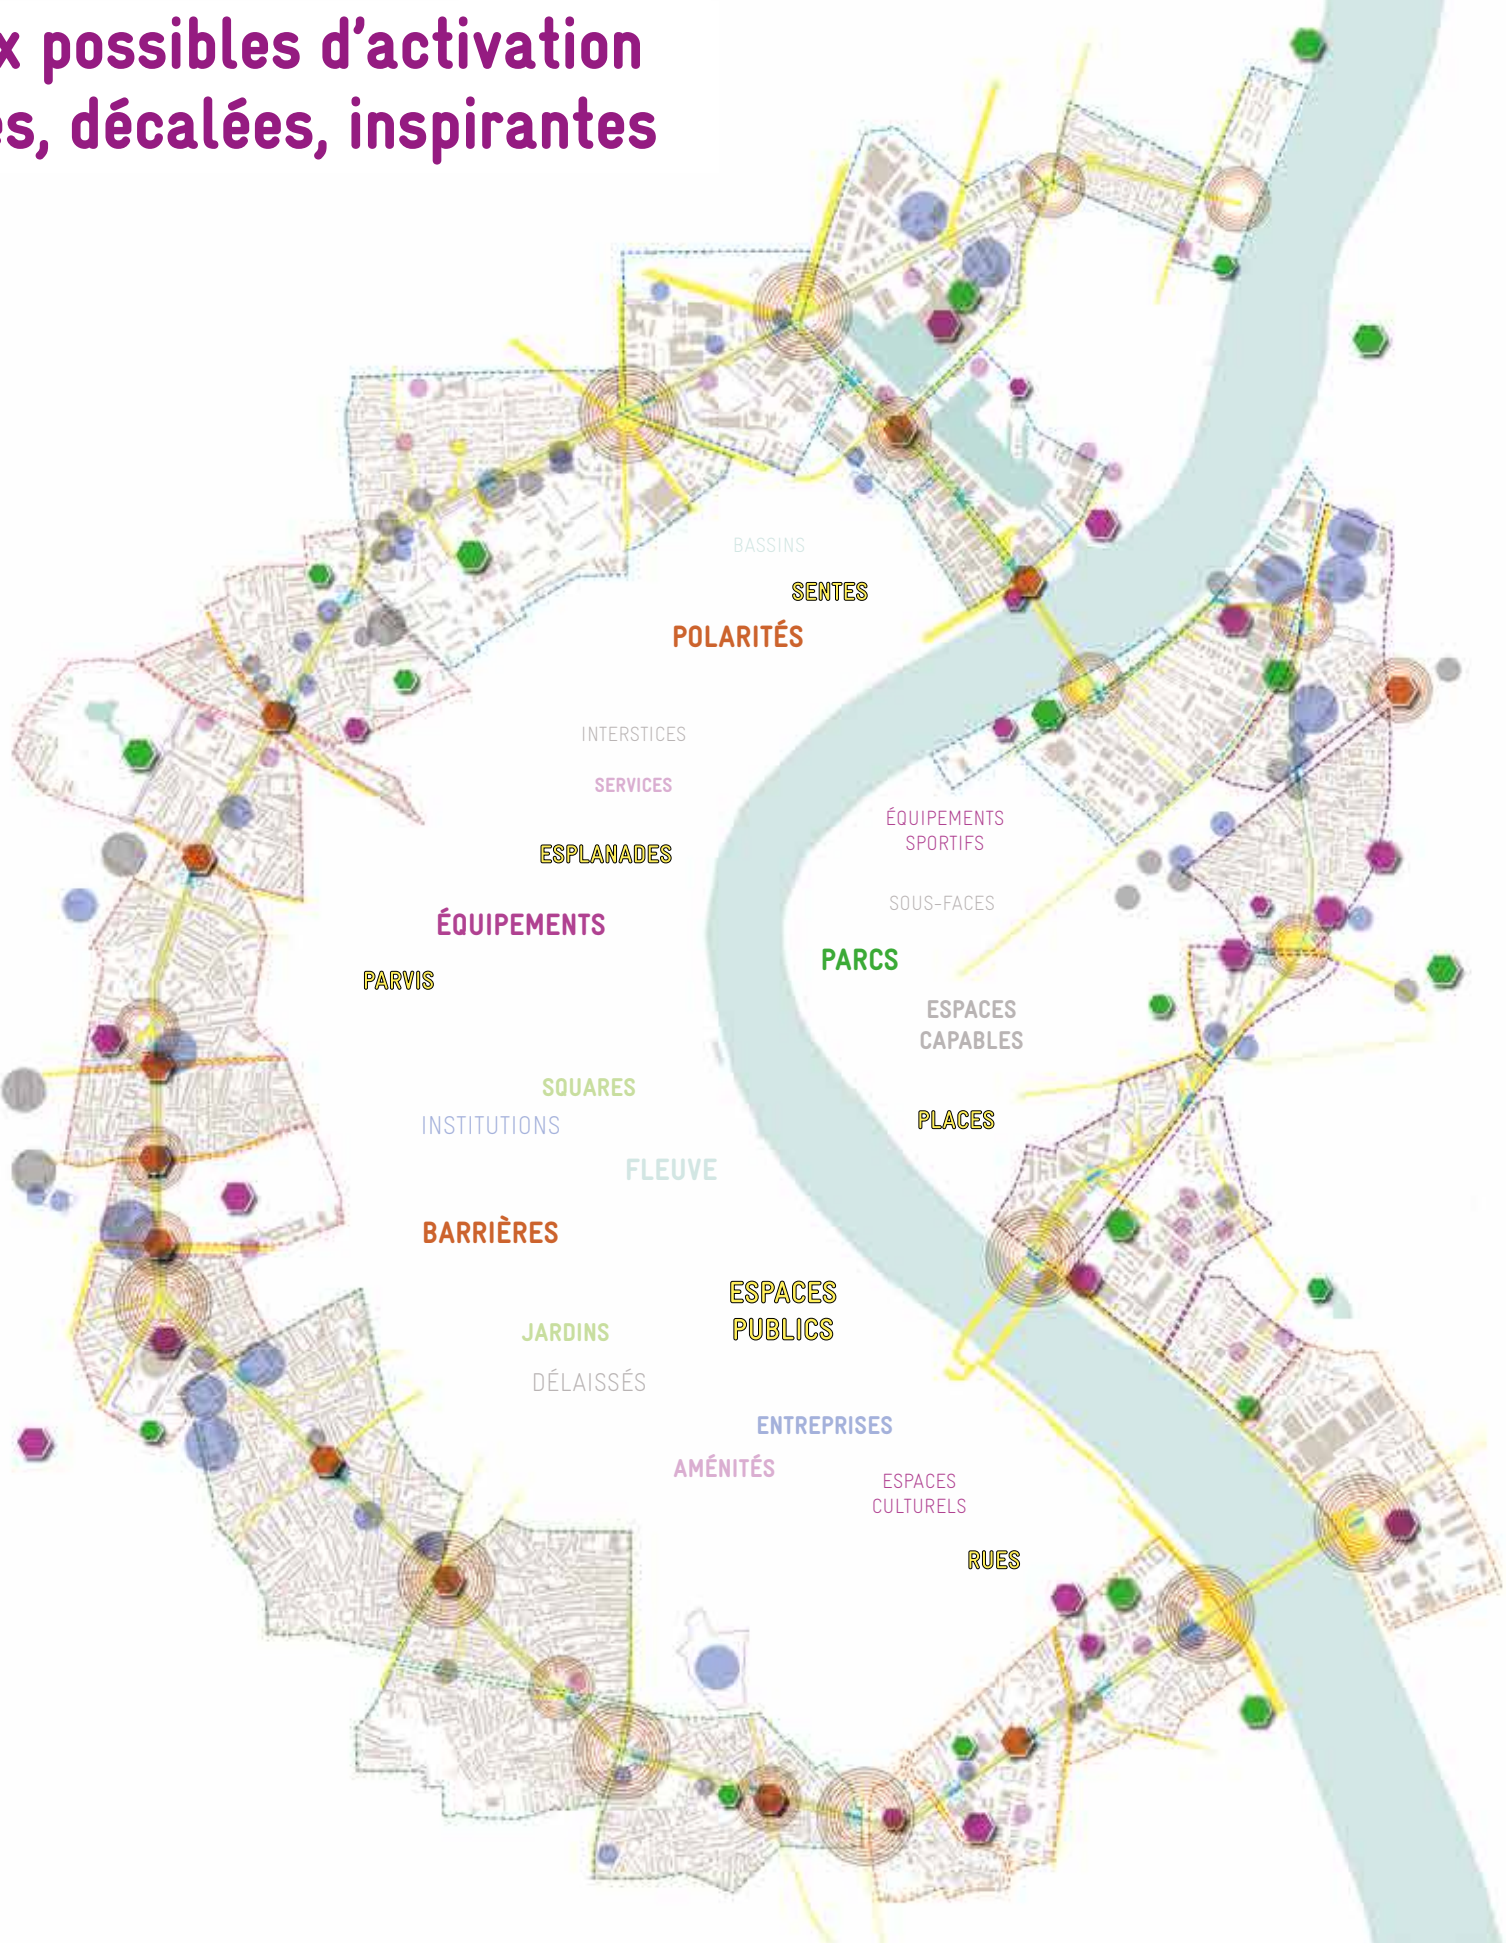 x possibles d'activation
es, décalées, inspirantes
BASSINS
SENTES
POLARITÉS
INTERSTICES
SERVICES
ESPLANADES
ÉQUIPEMENTS
PARVIS
SQUARES
INSTITUTIONS
FLEUVE
BARRIÈRES
JARDINS
DÉLAISSÉS
ESPACES
PUBLICS
ENTREPRISES
AMÉNITÉS
ESPACES
CULTURELS
RUES
ÉQUIPEMENTS
SPORTIFS
SOUS-FACES
PARCS
ESPACES
CAPABLES
PLACES